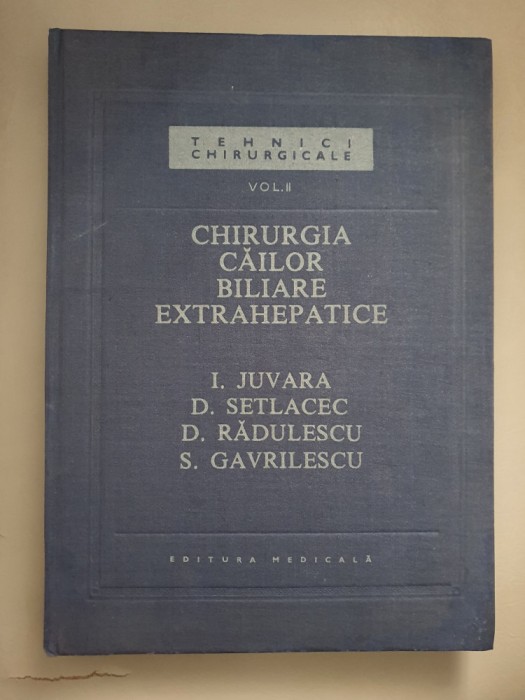 TEHNICI
CHIRURGICALE
VOL. II
CHIRURGIA
CĂILOR
BILIARE
EXTRAHEPATICE
I. JUVARA
D. SETLACEC
D. RĂDULESCU
S. GAVRILESCU
EDITURA MEDICALĂ